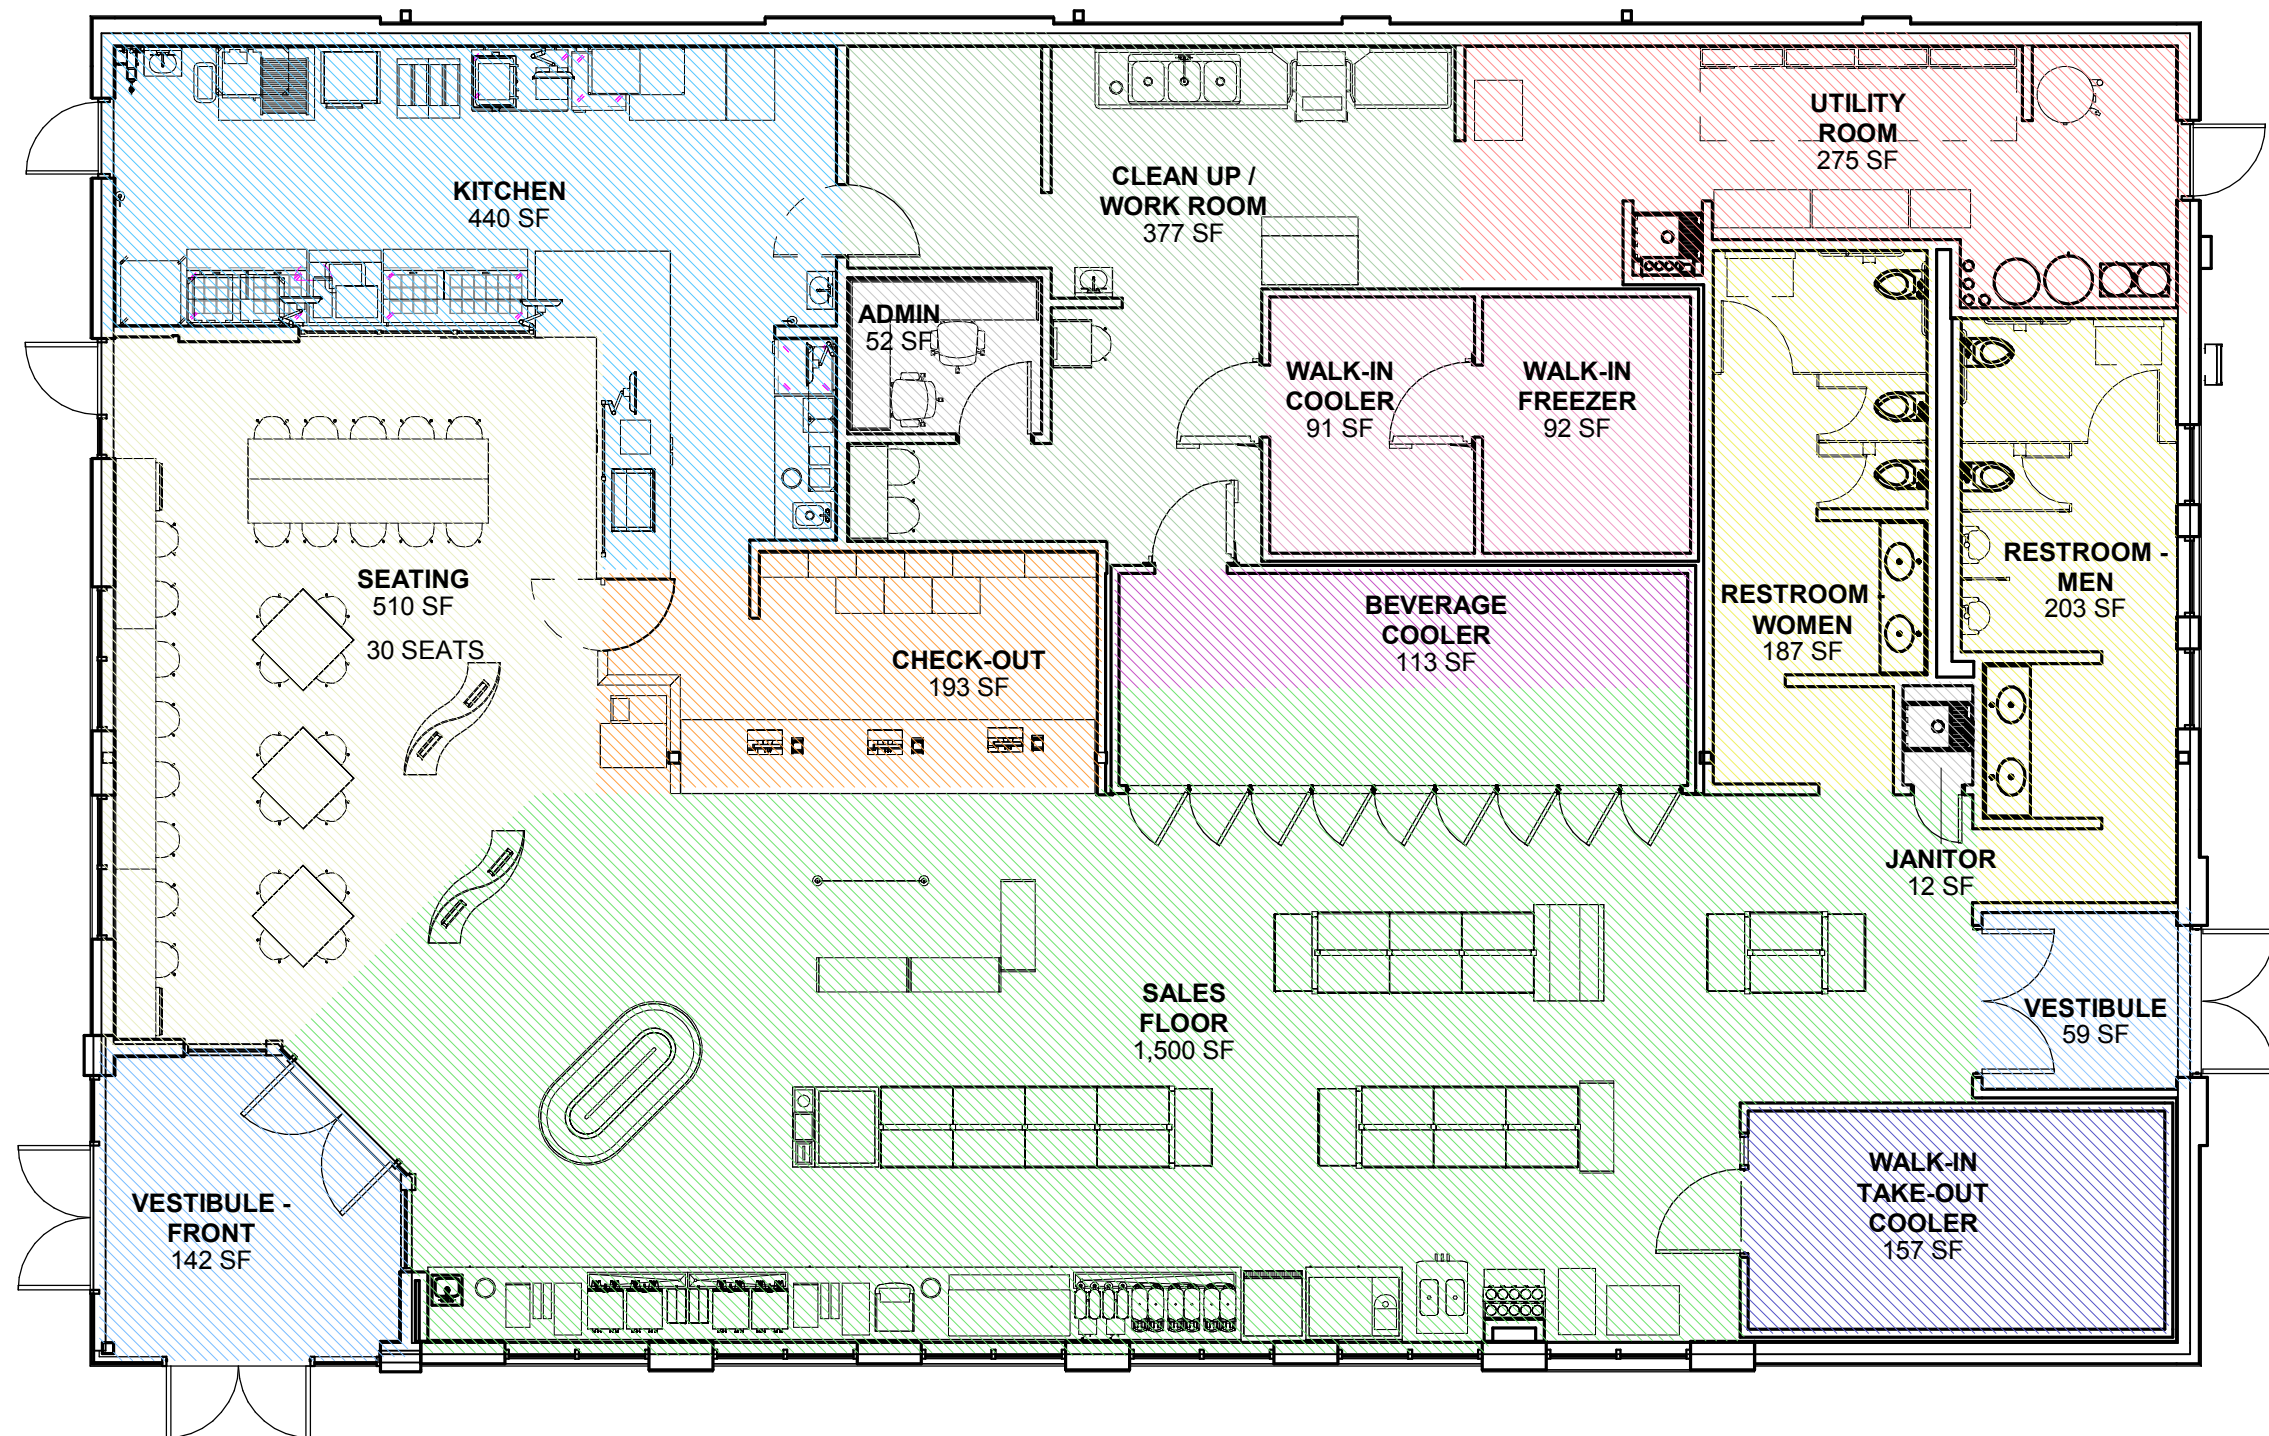 KITCHEN
440 SF
CLEAN UP /
WORK ROOM
377 SF
UTILITY
ROOM
275 SF
ADMIN
52 SF
WALK-IN
COOLER
91 SF
WALK-IN
FREEZER
92 SF
SEATING
510 SF
30 SEATS
CHECK-OUT
193 SF
BEVERAGE
COOLER
113 SF
RESTROOM
WOMEN
187 SF
RESTROOM -
MEN
203 SF
JANITOR
12 SF
SALES
FLOOR
1,500 SF
VESTIBULE
59 SF
VESTIBULE -
FRONT
142 SF
WALK-IN
TAKE-OUT
COOLER
157 SF